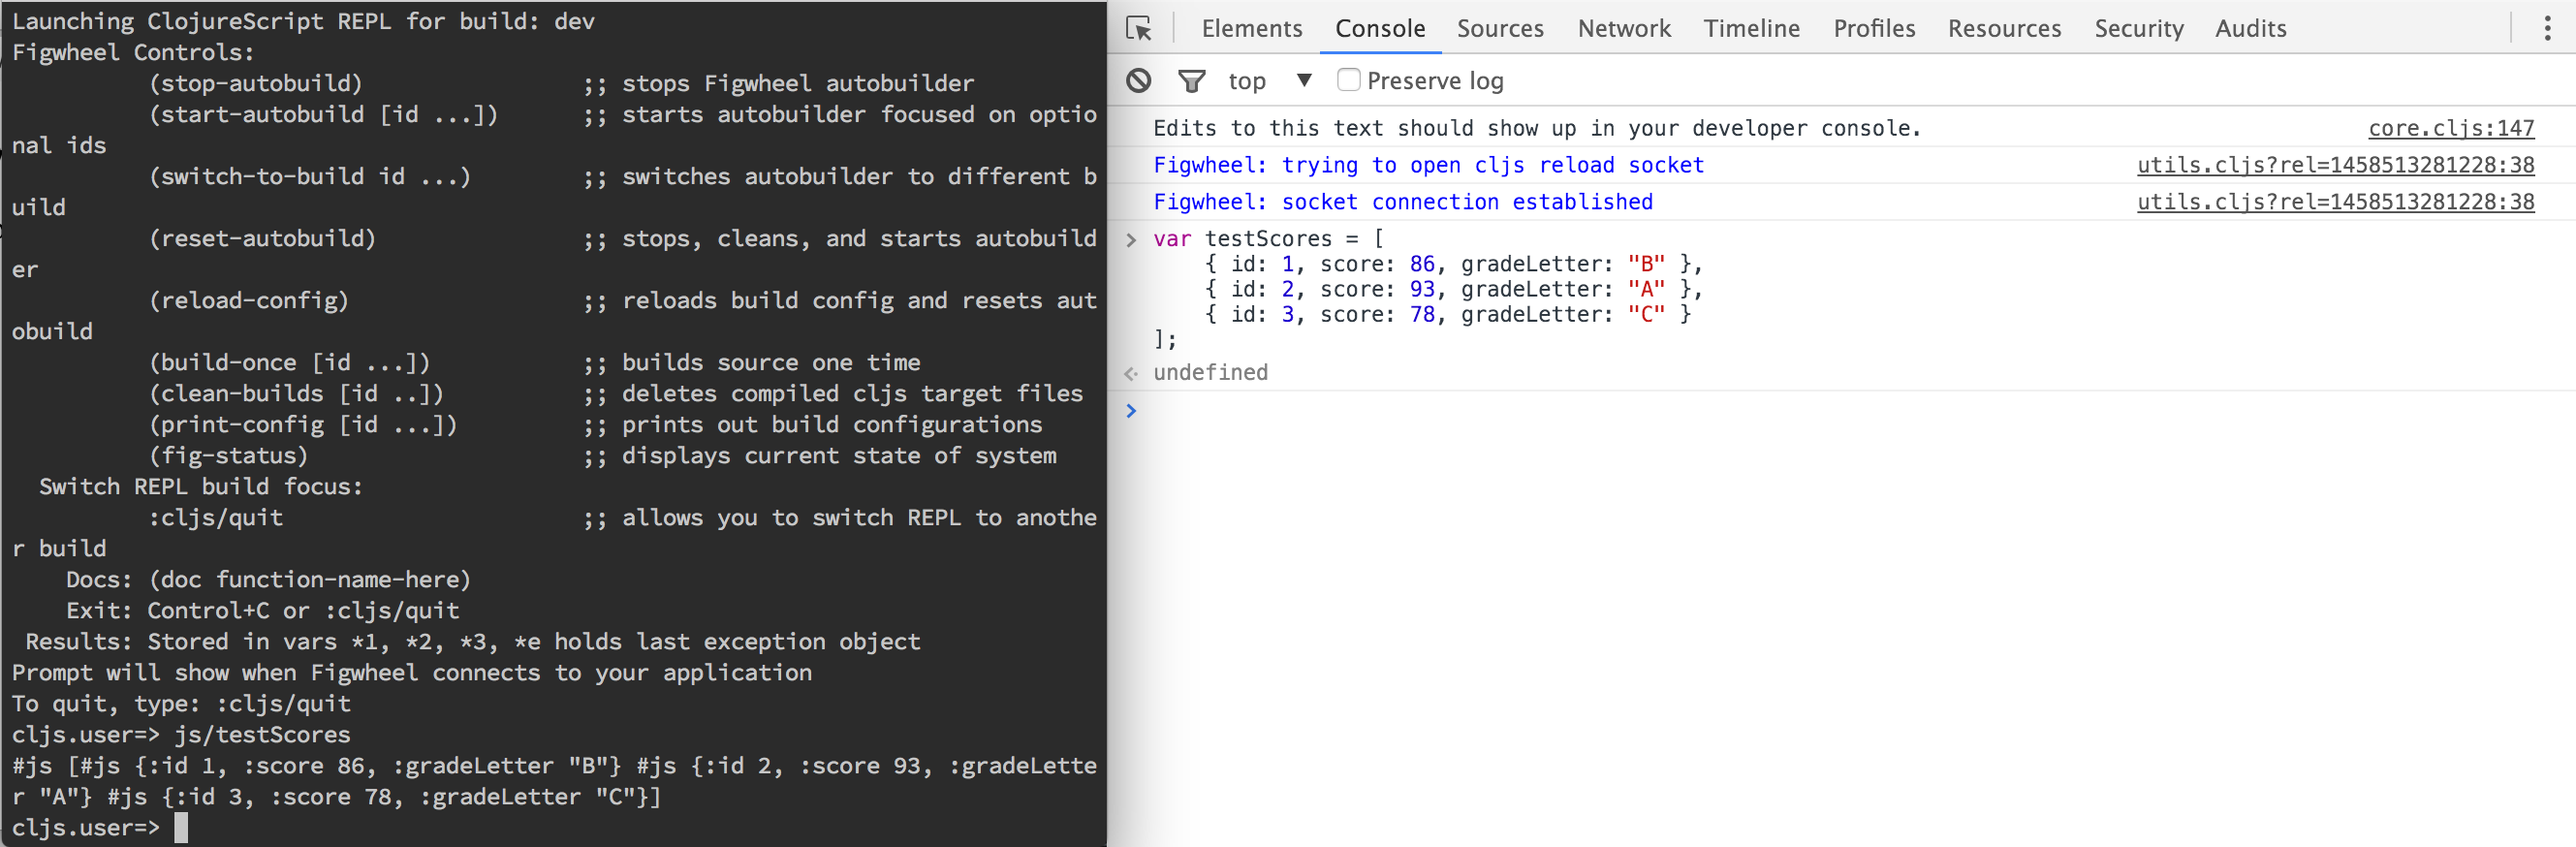 Launching ClojureScript REPL for build: dev
Figwheel Controls:
(stop-autobuild) ;; stops Figwheel autobuilder
(start-autobuild [id ...]) ;; starts autobuilder focused on optio
nal ids
(switch-to-build id ...) ;; switches autobuilder to different b
uild
(reset-autobuild) ;; stops, cleans, and starts autobuild
er
(reload-config) ;; reloads build config and resets aut
obuild
(build-once [id ...]) ;; builds source one time
(clean-builds [id ..]) ;; deletes compiled cljs target files
(print-config [id ...]) ;; prints out build configurations
(fig-status) ;; displays current state of system
Switch REPL build focus:
:cljs/quit ;; allows you to switch REPL to anothe
r build
Docs: (doc function-name-here)
Exit: Control+C or :cljs/quit
Results: Stored in vars *1, *2, *3, *e holds last exception object
Prompt will show when Figwheel connects to your application
To quit, type: :cljs/quit
cljs.user=> js/testScores
#js [#js {:id 1, :score 86, :gradeLetter "B"} #js {:id 2, :score 93, :gradeLette
r "A"} #js {:id 3, :score 78, :gradeLetter "C"}]
cljs.user=>
Elements Console Sources Network Timeline Profiles Resources Security Audits
top ▼ Preserve log
Edits to this text should show up in your developer console. core.cljs:147
Figwheel: trying to open cljs reload socket utils.cljs?rel=1458513281228:38
Figwheel: socket connection established utils.cljs?rel=1458513281228:38
> var testScores = [
{ id: 1, score: 86, gradeLetter: "B" },
{ id: 2, score: 93, gradeLetter: "A" },
{ id: 3, score: 78, gradeLetter: "C" }
];
undefined
>